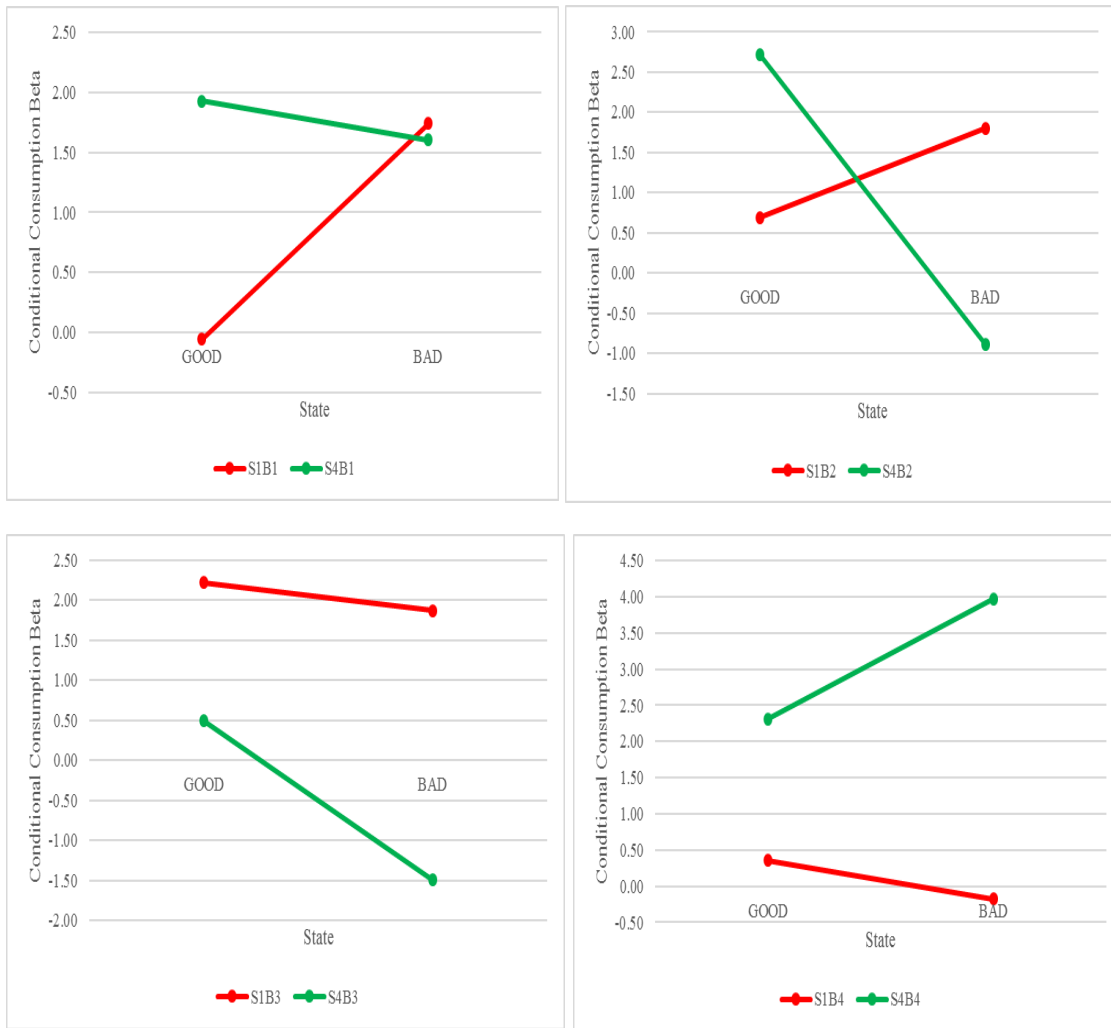 2.50
2.00
1.50
1.00
0.50
0.00
-0.50
Conditional Consumption Beta
GOOD BAD
State
S1B1 S4B1
3.00
2.50
2.00
1.50
1.00
0.50
0.00
-0.50
-1.00
-1.50
Conditional Consumption Beta
GOOD BAD
State
S1B2 S4B2
2.50
2.00
1.50
1.00
0.50
0.00
-0.50
-1.00
-1.50
-2.00
Conditional Consumption Beta
GOOD BAD
State
S1B3 S4B3
4.50
4.00
3.50
3.00
2.50
2.00
1.50
1.00
0.50
0.00
-0.50
Conditional Consumption Beta
GOOD BAD
State
S1B4 S4B4